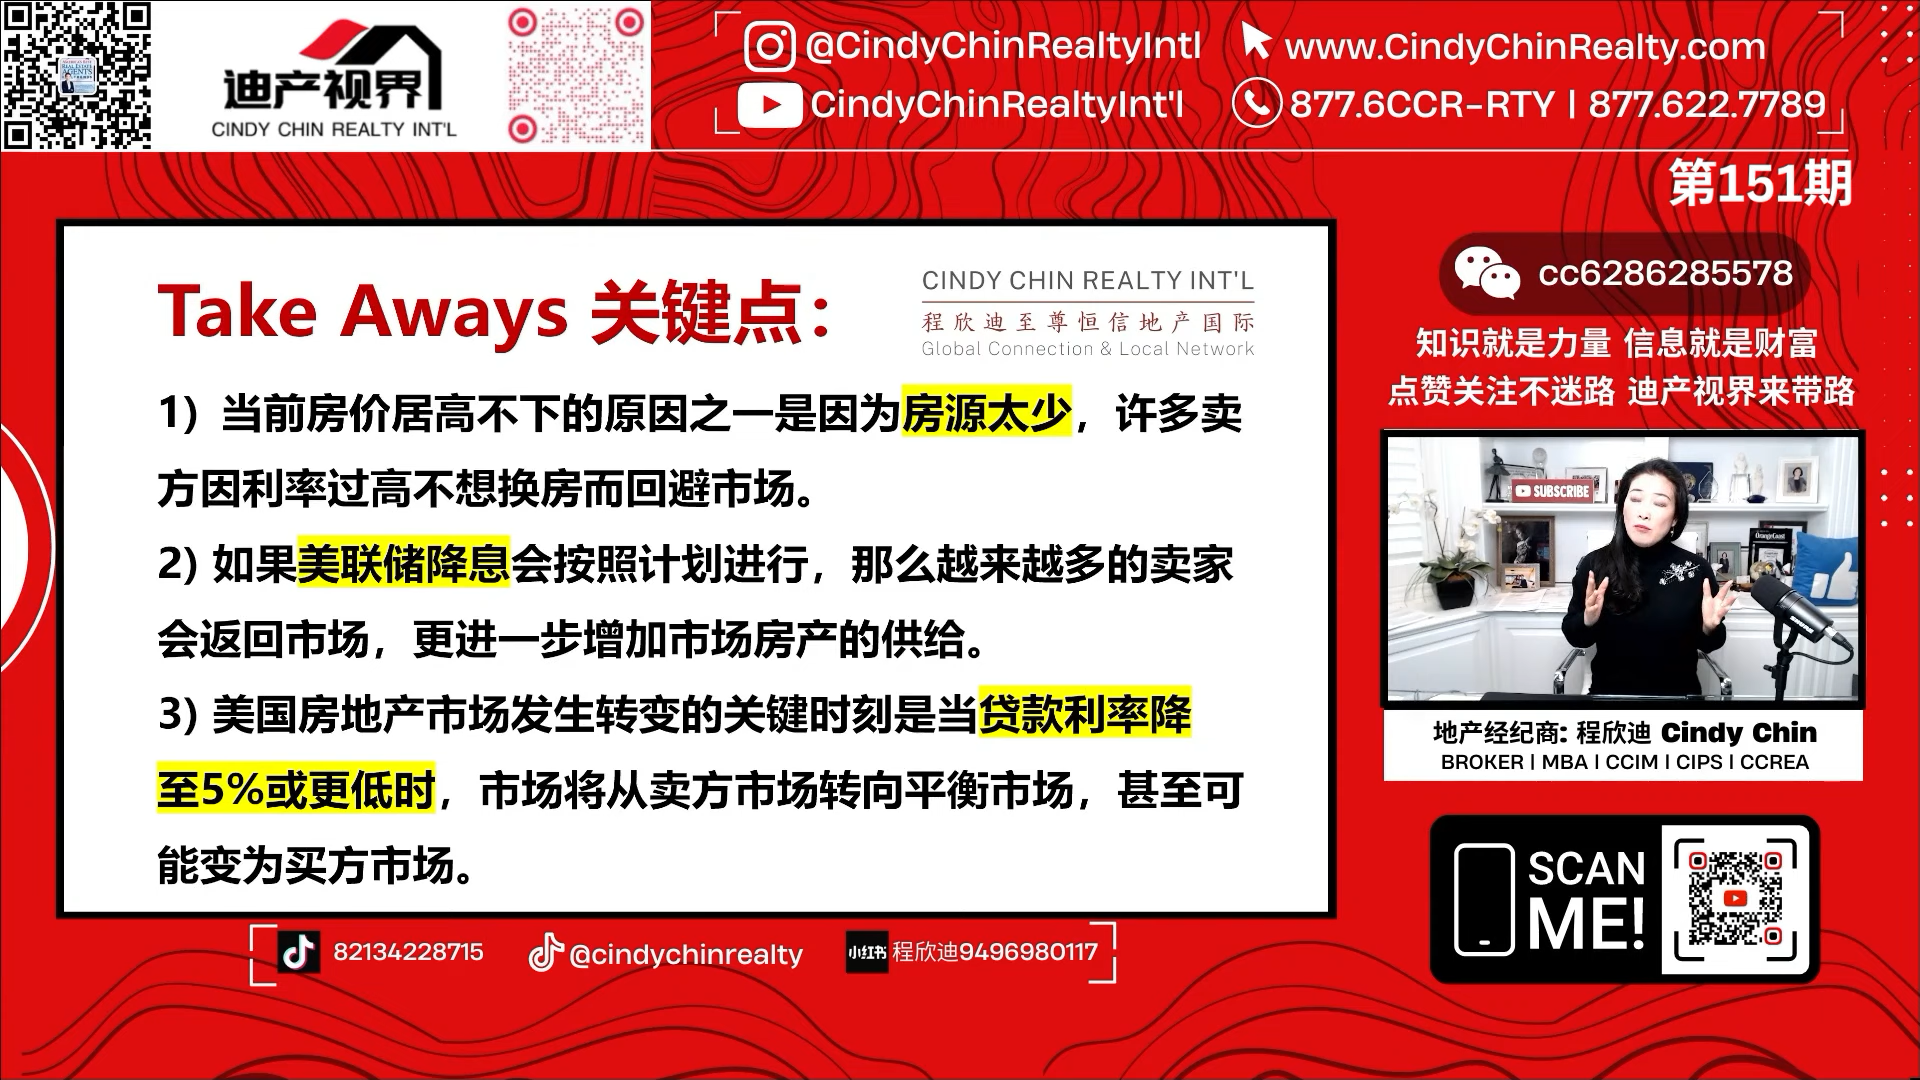 迪产视界
CINDY CHIN REALTY INT'L
@CindyChinRealtyIntl
www.CindyChinRealty.com
CindyChinRealtyInt'l
877.6CCR-RTY | 877.622.7789
第151期
Take Aways 关键点：
CINDY CHIN REALTY INT'L
程欣迪至尊恒信地产国际
Global Connection & Local Network
1）当前房价居高不下的原因之一是因为房源太少，许多卖
方因利率过高不想换房而回避市场。
2) 如果美联储降息会按照计划进行，那么越来越多的卖家
会返回市场，更进一步增加市场房产的供给。
3) 美国房地产市场发生转变的关键时刻是当贷款利率降
至5%或更低时，市场将从卖方市场转向平衡市场，甚至可
能变为买方市场。
cc6286285578
知识就是力量 信息就是财富
点赞关注不迷路 迪产视界来带路
SUBSCRIBE
地产经纪商: 程欣迪 Cindy Chin
BROKER | MBA | CCIM | CIPS | CCREA
SCAN
ME!
82134228715
@cindychinrealty
小红书
程欣迪9496980117